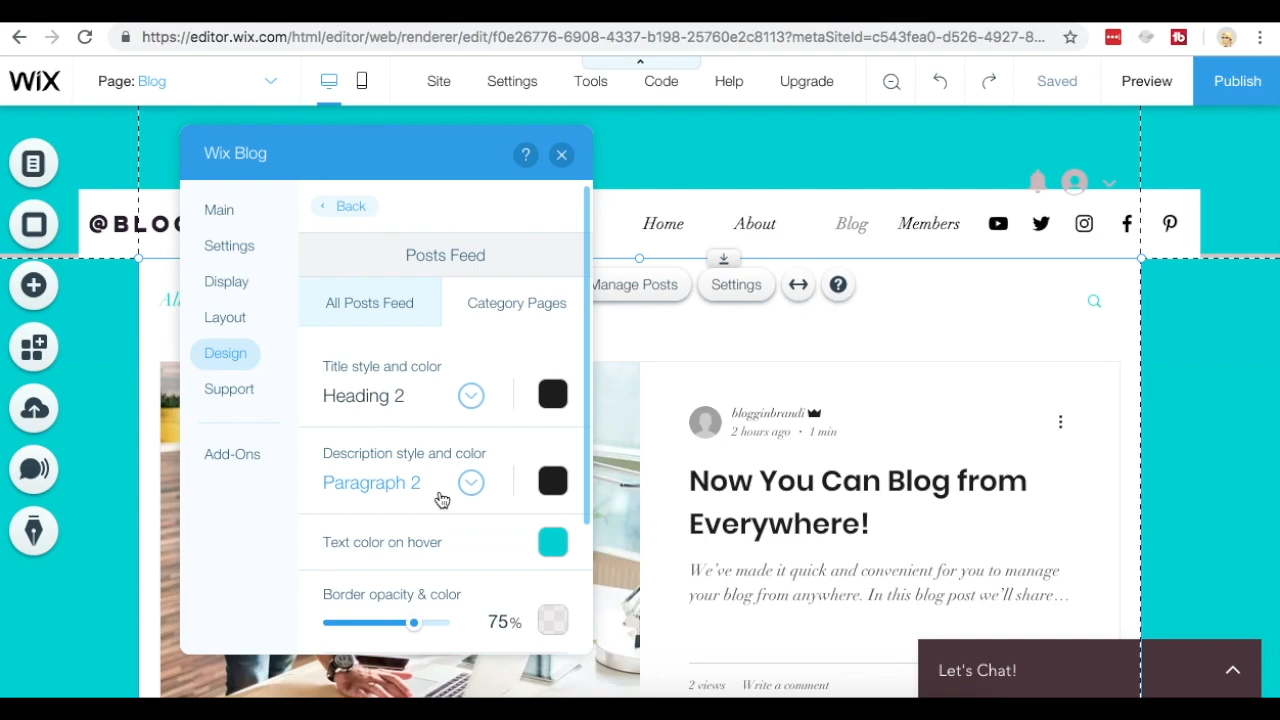 https://editor.wix.com/html/editor/web/renderer/edit/f0e26776-6908-4337-b198-25760e2c8113?metaSiteId=c543fea0-d526-4927-8...
WiX
Page: Blog
Site
Settings
Tools
Code
Help
Upgrade
Saved
Preview
Publish
Wix Blog
?
Main
Settings
Display
Layout
Design
Support
Add-Ons
Back
Posts Feed
All Posts Feed
Category Pages
Title style and color
Heading 2
Description style and color
Paragraph 2
Text color on hover
Border opacity & color
75%
Home
About
Blog
Members
Manage Posts
Settings
?
blogginbrandi
2 hours ago · 1 min
Now You Can Blog from
Everywhere!
We've made it quick and convenient for you to manage
your blog from anywhere. In this blog post we'll share…
2 views
Write a comment
Let's Chat!